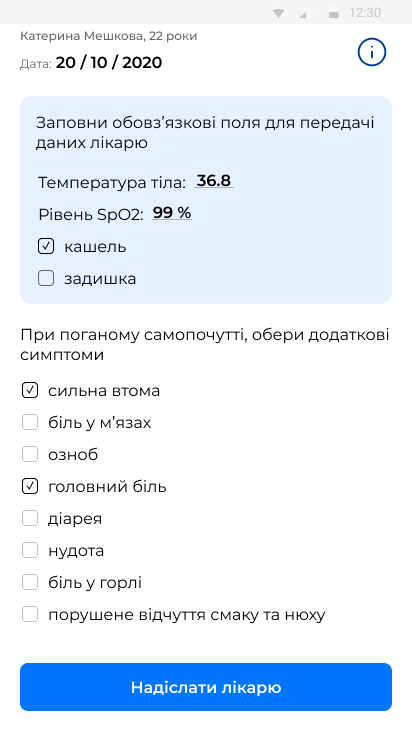 12:30
Катерина Мешкова, 22 роки
Дата: 20 / 10 / 2020
Заповни обовʼязкові поля для передачі
даних лікарю
Температура тіла: 36.8
Рівень SpO2: 99 %
кашель
задишка
При поганому самопочутті, обери додаткові
симптоми
сильна втома
біль у мʼязах
озноб
головний біль
діарея
нудота
біль у горлі
порушене відчуття смаку та нюху
Надіслати лікарю